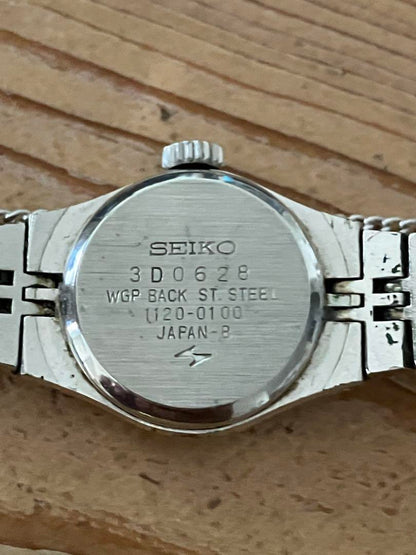 SEIKO
3D0628
WGP BACK ST. STEEL
1120-0100
JAPAN-B